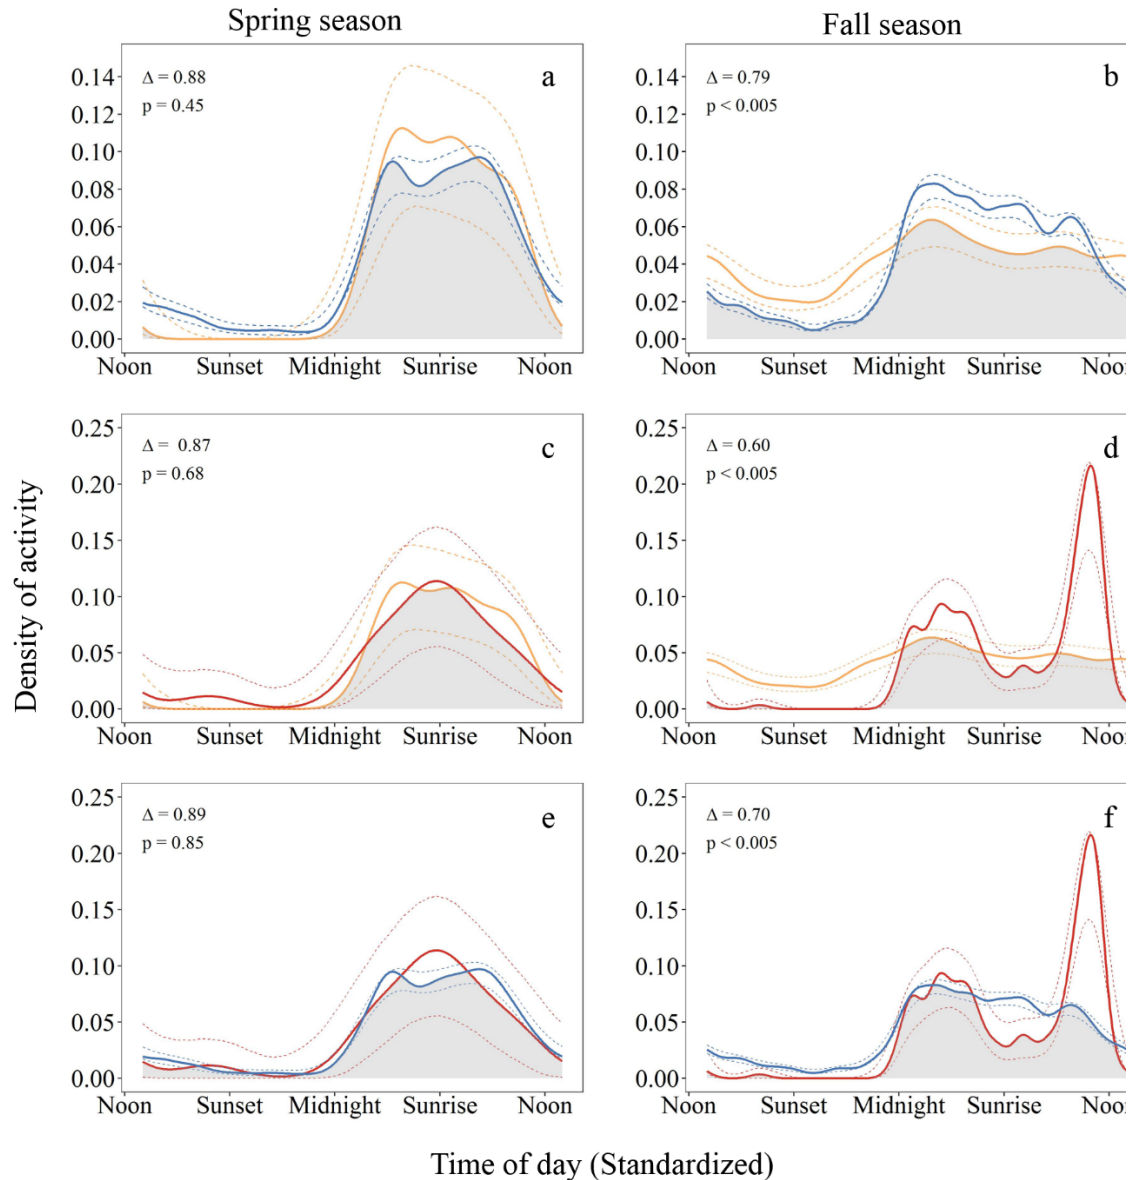 Spring season
Fall season
0.14
0.12
0.10
0.08
0.06
0.04
0.02
0.00
Δ = 0.88
p = 0.45
a
Noon Sunset Midnight Sunrise Noon
0.14
0.12
0.10
0.08
0.06
0.04
0.02
0.00
Δ = 0.79
p < 0.005
b
Noon Sunset Midnight Sunrise Noon
Density of activity
0.25
0.20
0.15
0.10
0.05
0.00
Δ = 0.87
p = 0.68
c
Noon Sunset Midnight Sunrise Noon
0.25
0.20
0.15
0.10
0.05
0.00
Δ = 0.60
p < 0.005
d
Noon Sunset Midnight Sunrise Noon
0.25
0.20
0.15
0.10
0.05
0.00
Δ = 0.89
p = 0.85
e
Noon Sunset Midnight Sunrise Noon
0.25
0.20
0.15
0.10
0.05
0.00
Δ = 0.70
p < 0.005
f
Noon Sunset Midnight Sunrise Noon
Time of day (Standardized)